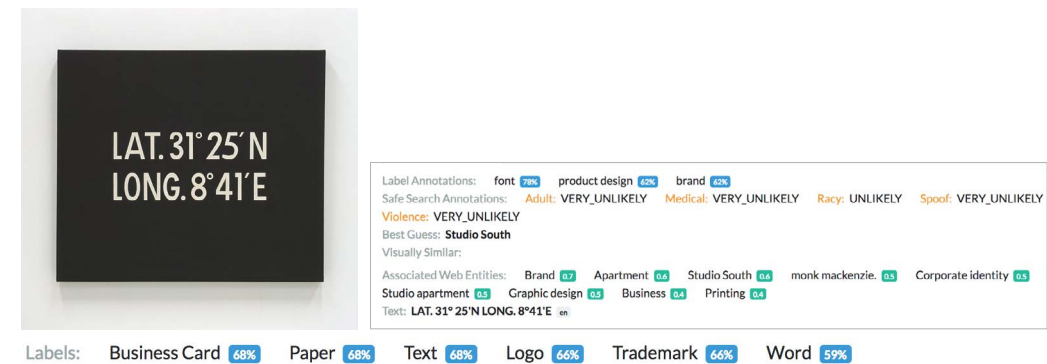 LAT. 31° 25′ N
LONG. 8° 41′ E
Label Annotations: font 78% product design 62% brand 62%
Safe Search Annotations: Adult: VERY_UNLIKELY Medical: VERY_UNLIKELY Racy: UNLIKELY Spoof: VERY_UNLIKELY
Violence: VERY_UNLIKELY
Best Guess: Studio South
Visually Similar:
Associated Web Entities: Brand 0.7 Apartment 0.6 Studio South 0.6 monk mackenzie. 0.5 Corporate identity 0.5
Studio apartment 0.5 Graphic design 0.5 Business 0.4 Printing 0.4
Text: LAT. 31° 25'N LONG. 8°41'E en
Labels: Business Card 68% Paper 68% Text 68% Logo 66% Trademark 66% Word 59%